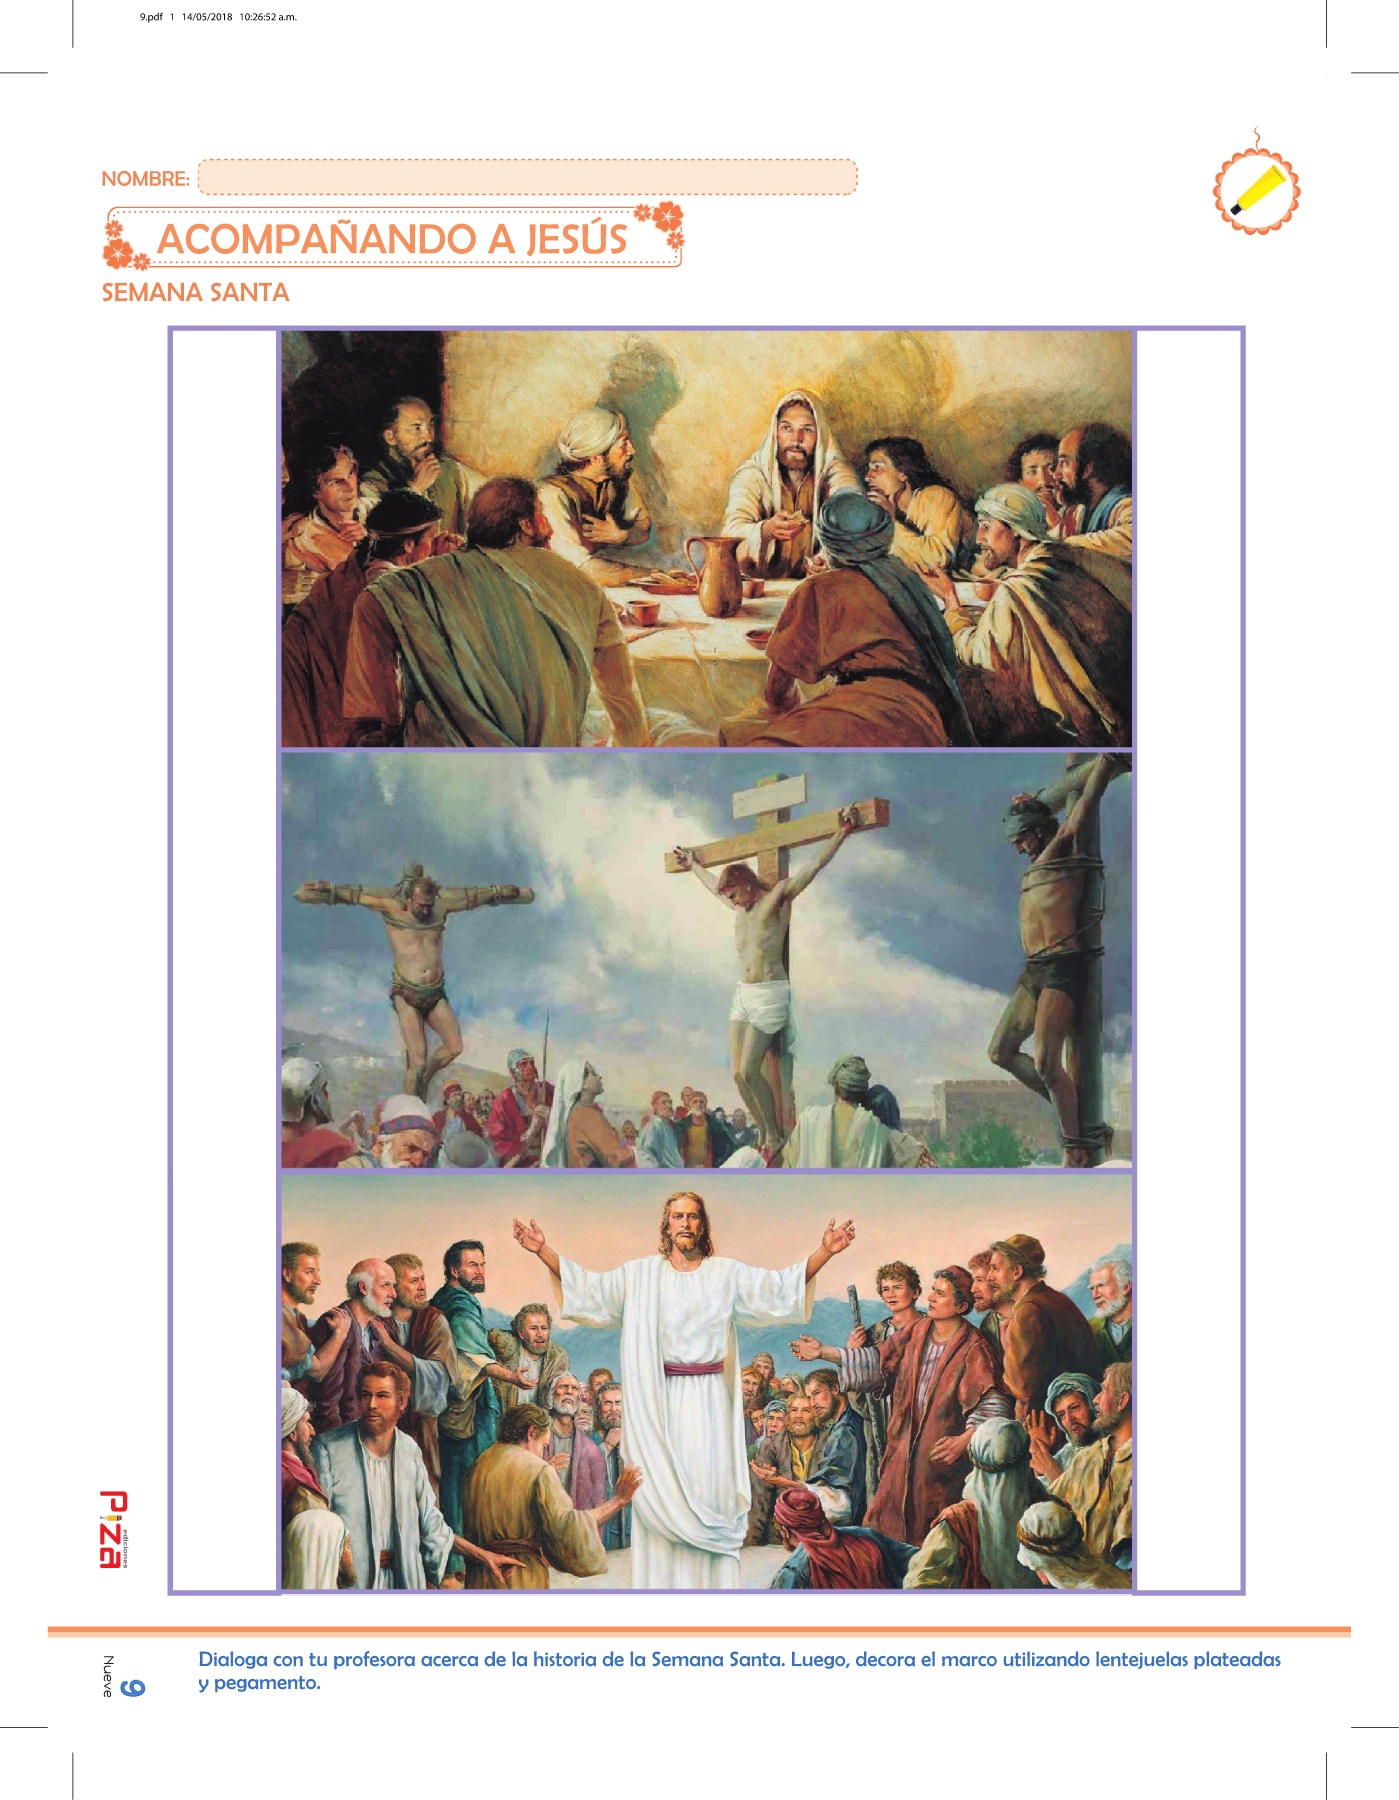 9.pdf 1 14/05/2018 10:26:52 a.m.
NOMBRE:
ACOMPAÑANDO A JESÚS
SEMANA SANTA
PIZA
ediciones
Dialoga con tu profesora acerca de la historia de la Semana Santa. Luego, decora el marco utilizando lentejuelas plateadas
y pegamento.
9
Nueve